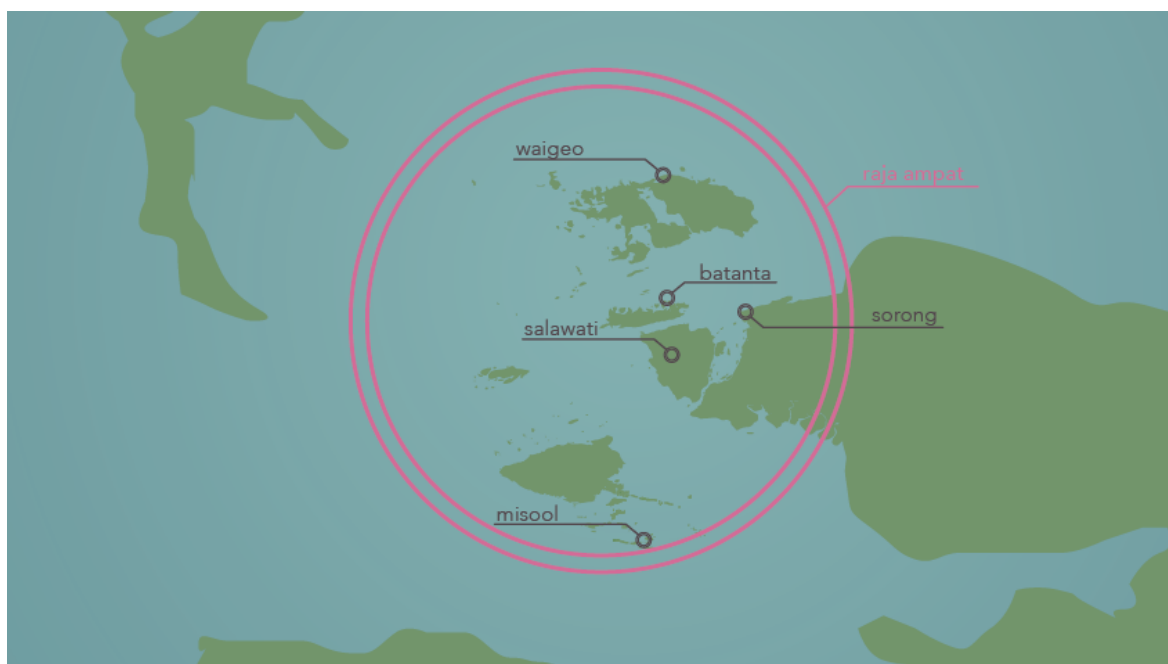 waigeo
raja ampat
batanta
sorong
salawati
misool